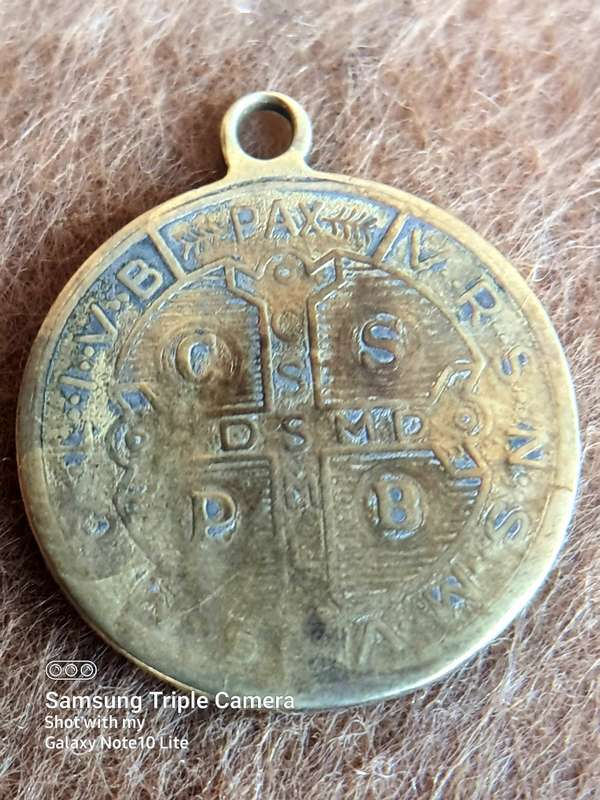 PAX
V·R·S·N·S·M·V
I·V·B
C S
S
S
D S M D
M
P B
Samsung Triple Camera
Shot with my
Galaxy Note10 Lite